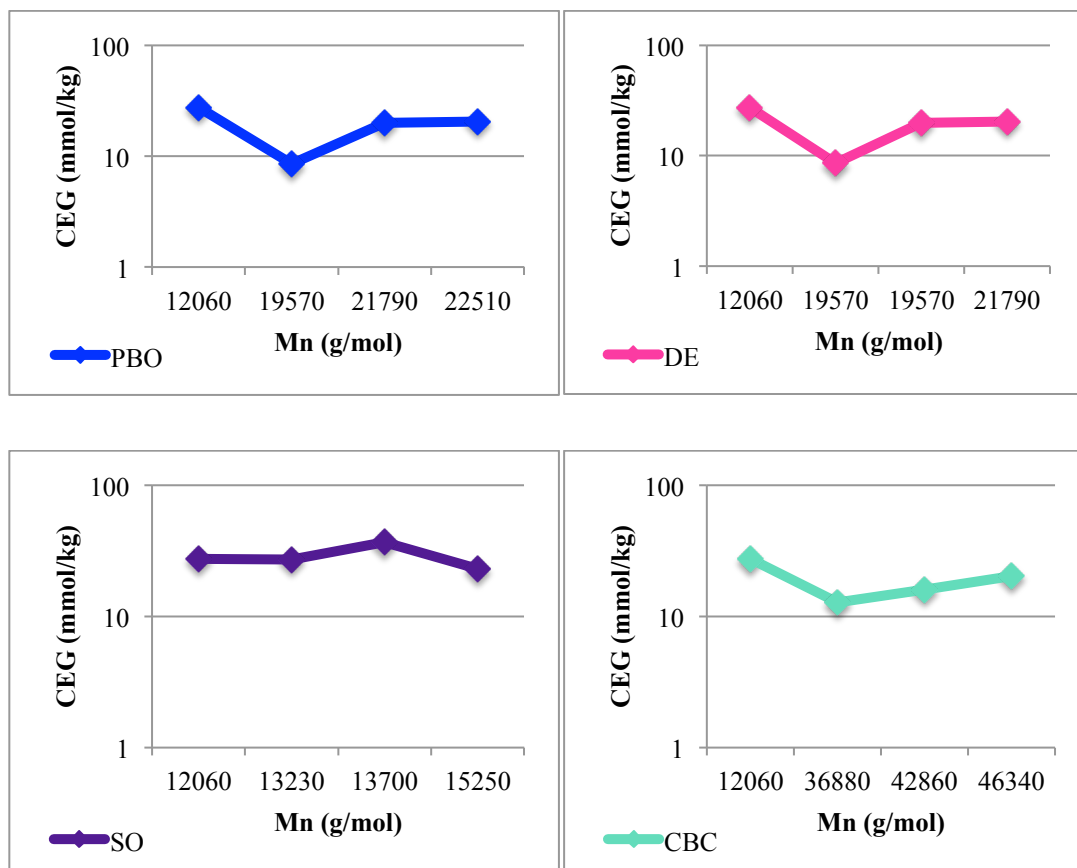 100
10
1
CEG (mmol/kg)
12060 19570 21790 22510
Mn (g/mol)
PBO
100
10
1
CEG (mmol/kg)
12060 19570 19570 21790
Mn (g/mol)
DE
100
10
1
CEG (mmol/kg)
12060 13230 13700 15250
Mn (g/mol)
SO
100
10
1
CEG (mmol/kg)
12060 36880 42860 46340
Mn (g/mol)
CBC